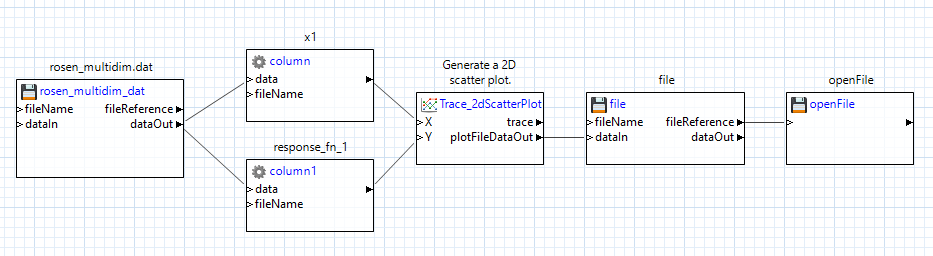 rosen_multidim.dat
rosen_multidim_dat
fileName fileReference
dataIn dataOut
x1
column
data
fileName
response_fn_1
column1
data
fileName
Generate a 2D
scatter plot.
Trace_2dScatterPlot
X trace
Y plotFileDataOut
file
file
fileName fileReference
dataIn dataOut
openFile
openFile